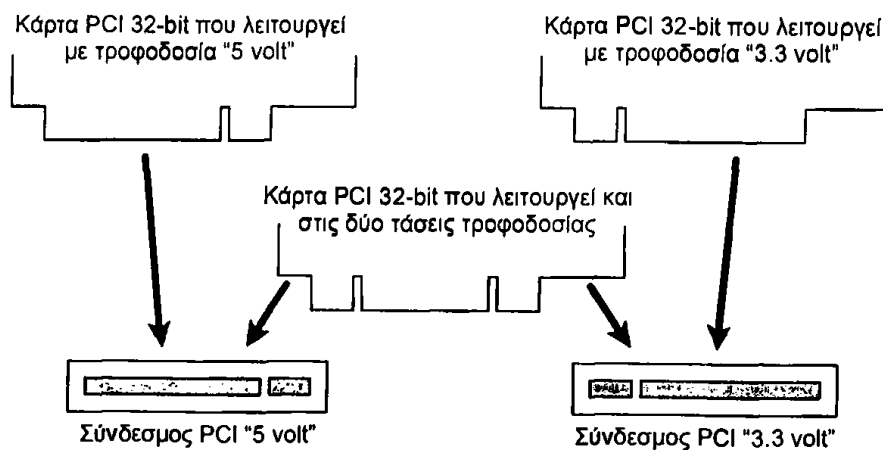 Κάρτα PCI 32-bit που λειτουργεί
με τροφοδοσία “5 volt”
Κάρτα PCI 32-bit που λειτουργεί
με τροφοδοσία “3.3 volt”
Κάρτα PCI 32-bit που λειτουργεί και
στις δύο τάσεις τροφοδοσίας
Σύνδεσμος PCI “5 volt”
Σύνδεσμος PCI “3.3 volt”